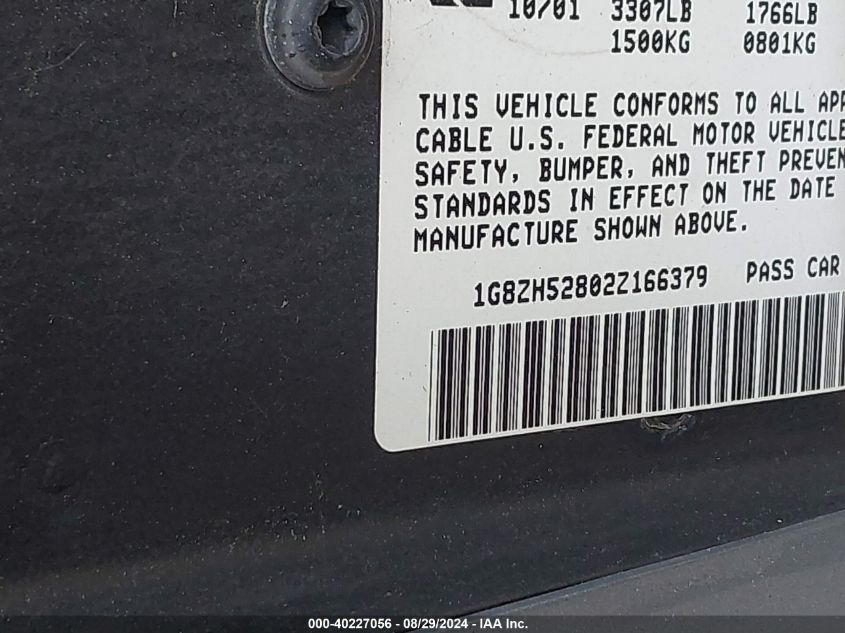 10/01 3307LB 1766LB
1500KG 0801KG
THIS VEHICLE CONFORMS TO ALL APP
CABLE U.S. FEDERAL MOTOR VEHICLE
SAFETY, BUMPER, AND THEFT PREVEN
STANDARDS IN EFFECT ON THE DATE
MANUFACTURE SHOWN ABOVE.
1G8ZH52802Z166379 PASS CAR
000-40227056 - 08/29/2024 - IAA Inc.